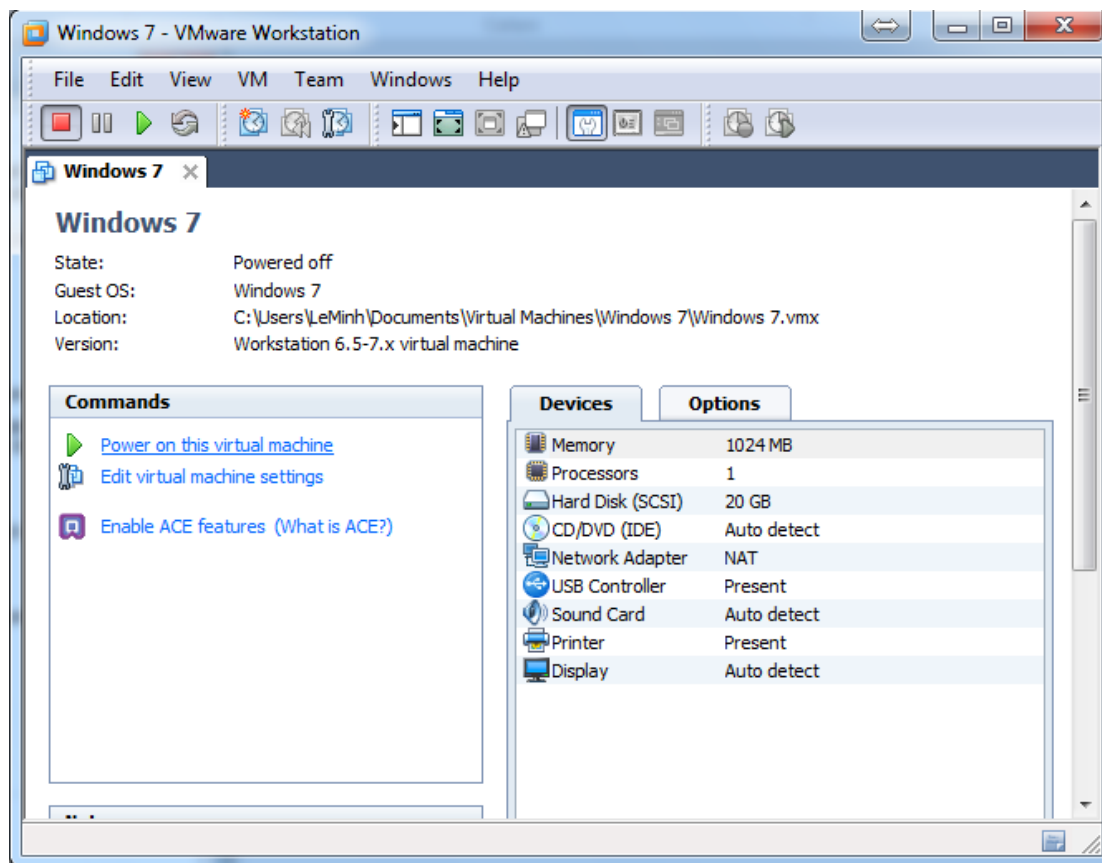 Windows 7 - VMware Workstation
File Edit View VM Team Windows Help
Windows 7
Windows 7
State: Powered off
Guest OS: Windows 7
Location: C:\Users\LeMinh\Documents\Virtual Machines\Windows 7\Windows 7.vmx
Version: Workstation 6.5-7.x virtual machine
Commands
Power on this virtual machine
Edit virtual machine settings
Enable ACE features (What is ACE?)
Devices Options
Memory 1024 MB
Processors 1
Hard Disk (SCSI) 20 GB
CD/DVD (IDE) Auto detect
Network Adapter NAT
USB Controller Present
Sound Card Auto detect
Printer Present
Display Auto detect